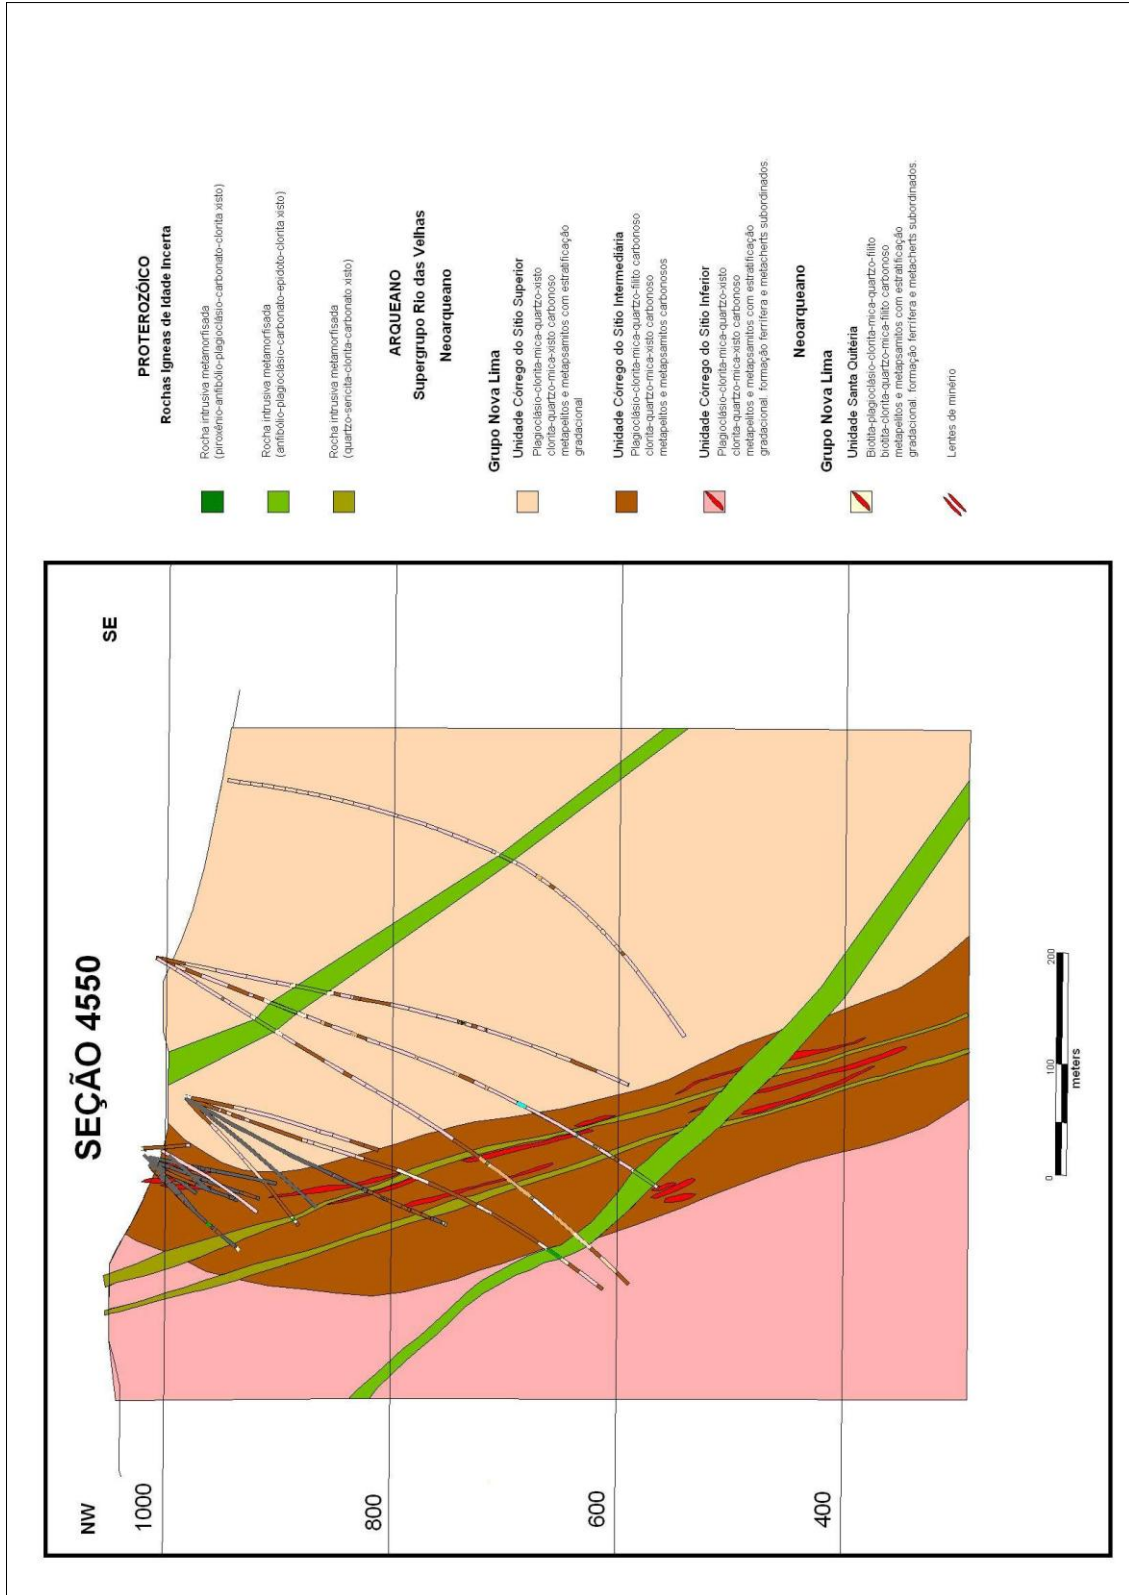 SEÇÃO 4550
NW
SE
1000
800
600
400
0
100
200
meters
PROTEROZÓICO
Rochas Igneas de Idade Incerta
Rocha intrusiva metamorfisada
(piroxênio-anfibólio-plagioclásio-carbonato-clorita xisto)
Rocha intrusiva metamorfisada
(anfibólio-plagioclásio-carbonato-epidoto-clorita xisto)
Rocha intrusiva metamorfisada
(quartzo-sericita-clorita-carbonato xisto)
ARQUEANO
Supergrupo Rio das Velhas
Neoarqueano
Grupo Nova Lima
Unidade Córrego do Sítio Superior
Plagioclásio-clorita-mica-quartzo-xisto
clorita-quartzo-mica-xisto carbonoso
metapelitos e metapsamitos com estratificação
gradacional
Unidade Córrego do Sítio Intermediária
Plagioclásio-clorita-mica-quartzo-filito carbonoso
clorita-quartzo-mica-xisto carbonoso
metapelitos e metapsamitos carbonosos
Unidade Córrego do Sítio Inferior
Plagioclásio-clorita-mica-quartzo-xisto
clorita-quartzo-mica-xisto carbonoso
metapelitos e metapsamitos com estratificação
gradacional. formação ferrífera e metacherts subordinados.
Neoarqueano
Grupo Nova Lima
Unidade Santa Quitéria
Biotita-plagioclásio-clorita-mica-quartzo-filito
biotita-clorita-quartzo-mica-filito carbonoso
metapelitos e metapsamitos com estratificação
gradacional. formação ferrífera e metacherts subordinados.
Lentes de minério